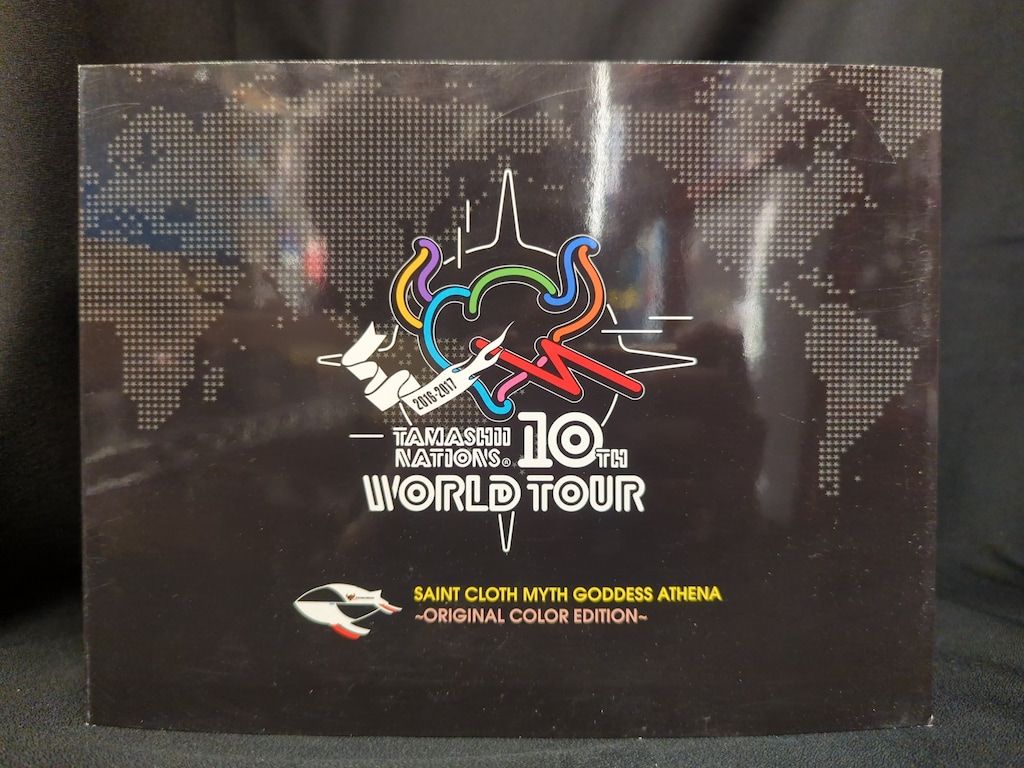 2016-2017
TAMASHII
NATIONS® 10TH
WORLD TOUR
SAINT CLOTH MYTH GODDESS ATHENA
~ORIGINAL COLOR EDITION~